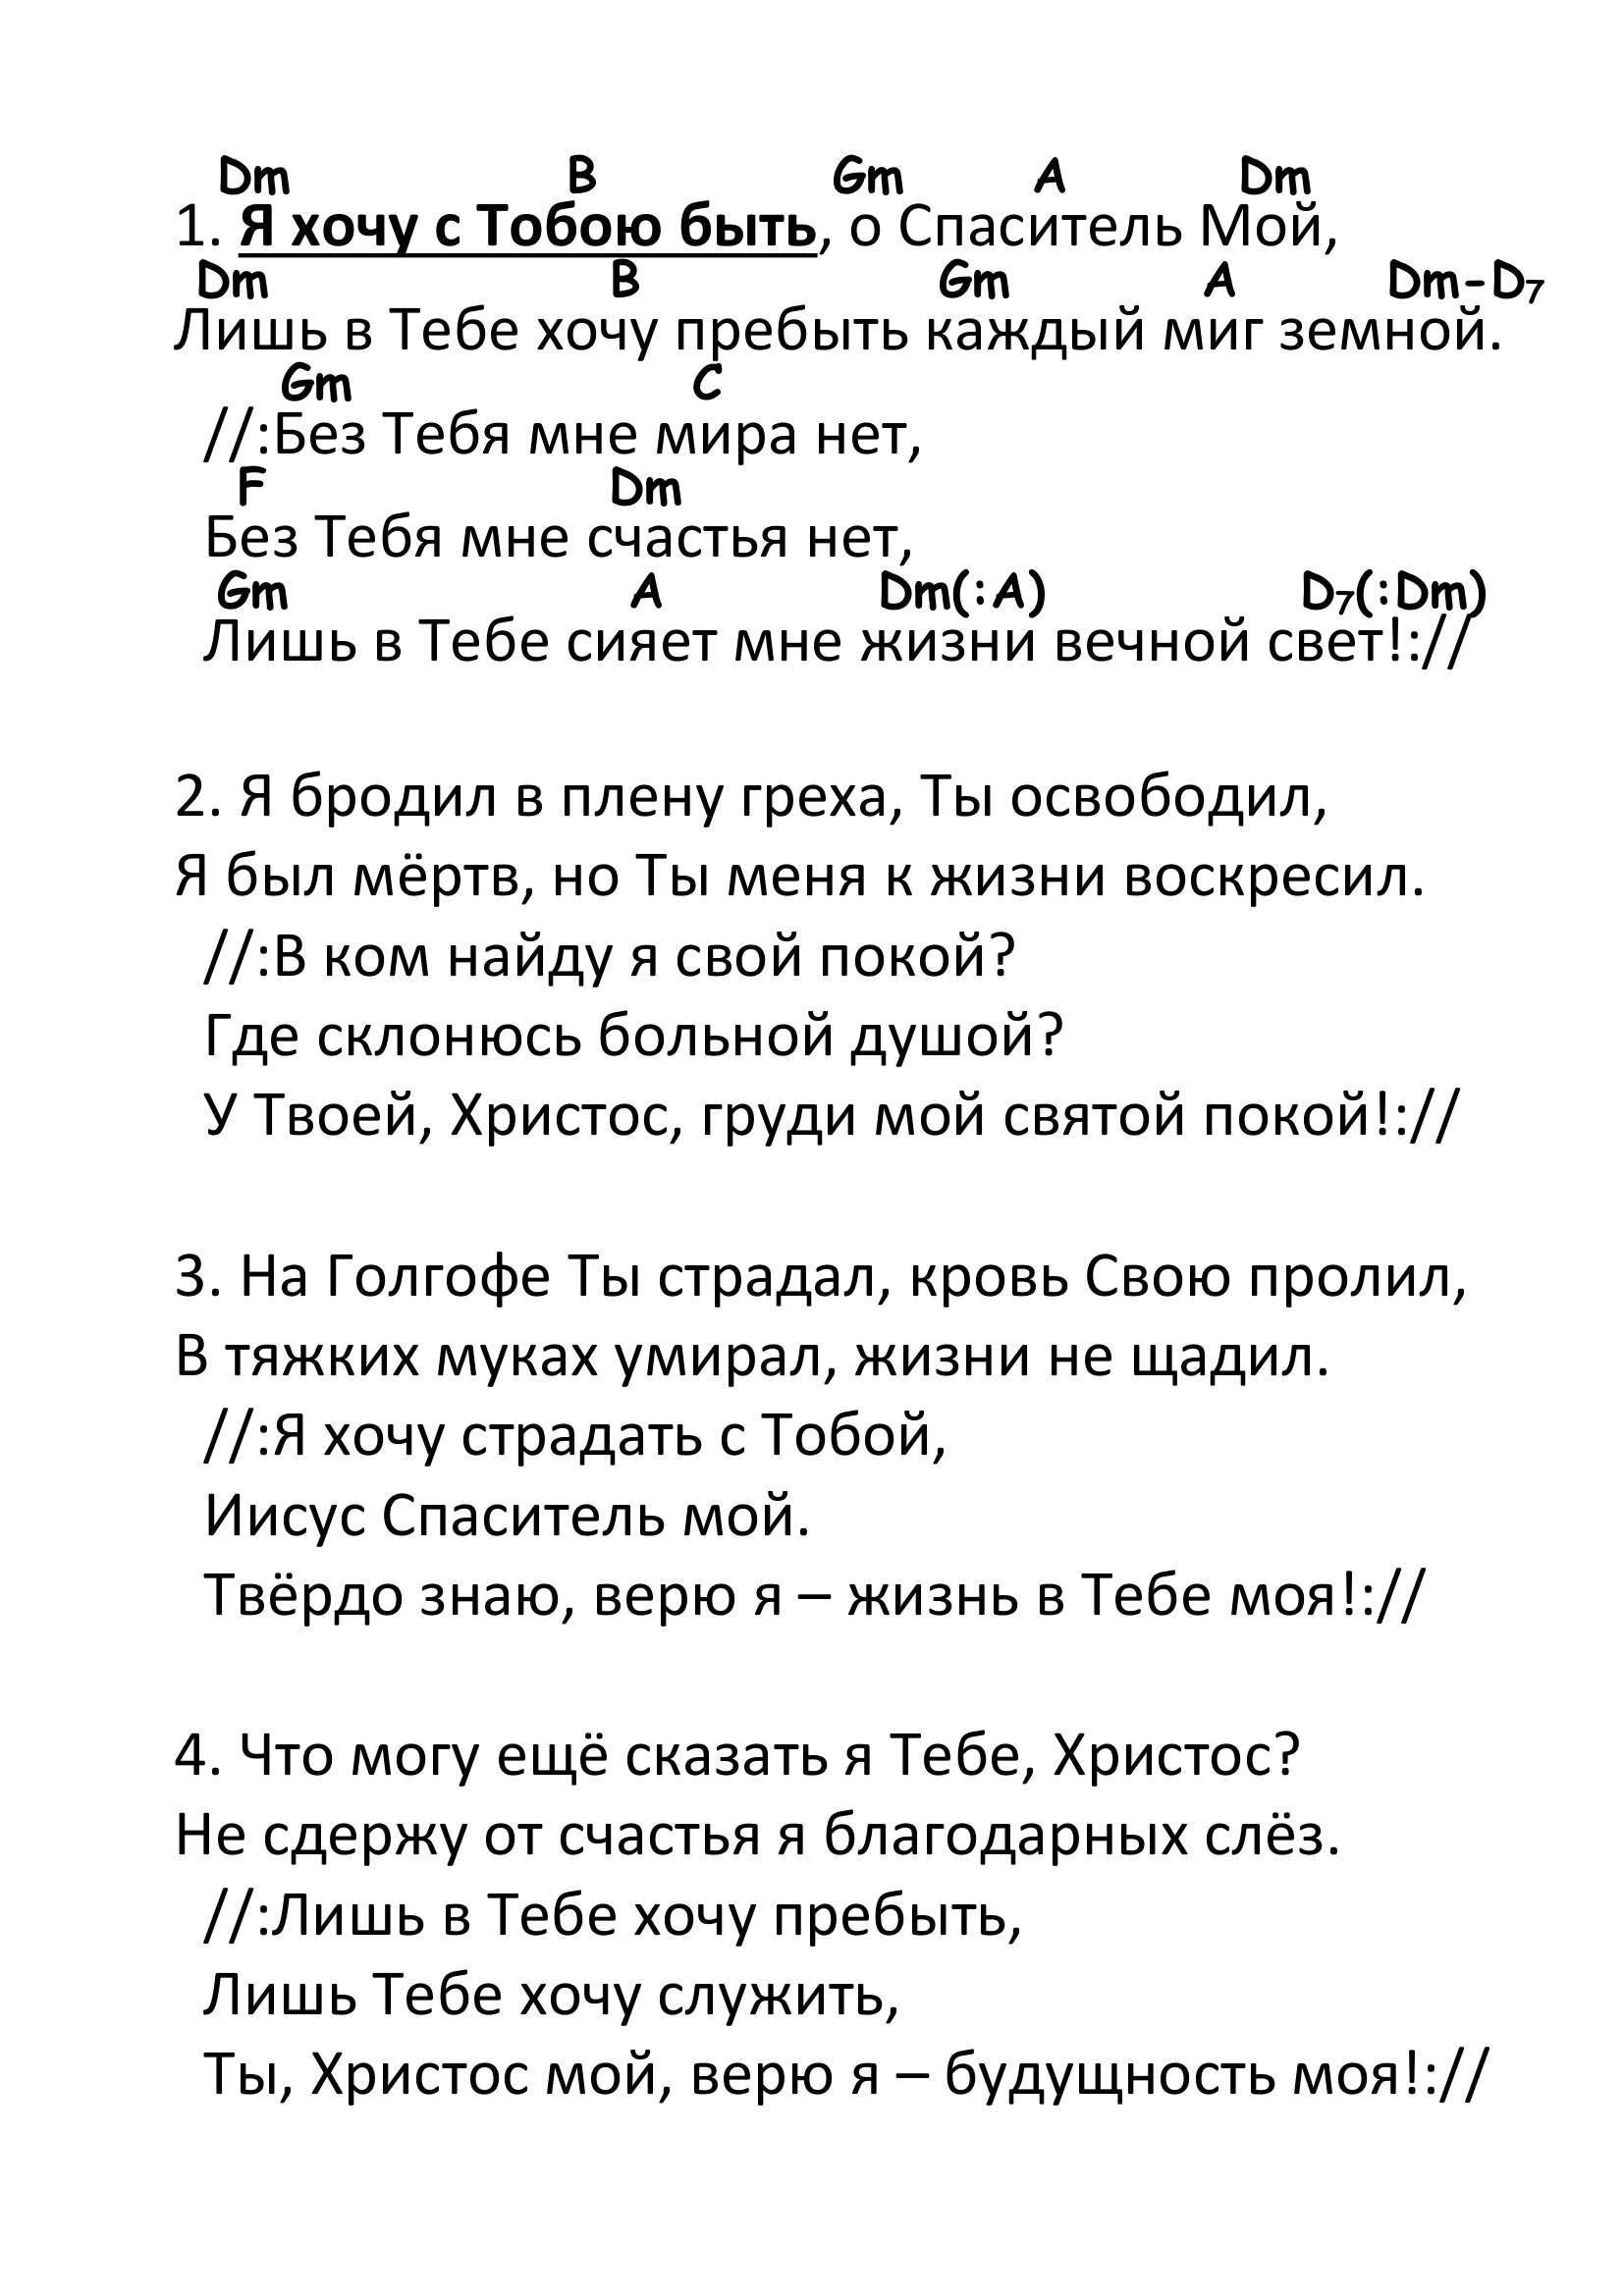 Dm B Gm A Dm
1. Я хочу с Тобою быть, о Спаситель Мой,
Dm B Gm A Dm-D₇
Лишь в Тебе хочу пребыть каждый миг земной.
Gm C
//:Без Тебя мне мира нет,
F Dm
Без Тебя мне счастья нет,
Gm A Dm(:A) D₇(:Dm)
Лишь в Тебе сияет мне жизни вечной свет!://
2. Я бродил в плену греха, Ты освободил,
Я был мёртв, но Ты меня к жизни воскресил.
//:В ком найду я свой покой?
Где склонюсь больной душой?
У Твоей, Христос, груди мой святой покой!://
3. На Голгофе Ты страдал, кровь Свою пролил,
В тяжких муках умирал, жизни не щадил.
//:Я хочу страдать с Тобой,
Иисус Спаситель мой.
Твёрдо знаю, верю я – жизнь в Тебе моя!://
4. Что могу ещё сказать я Тебе, Христос?
Не сдержу от счастья я благодарных слёз.
//:Лишь в Тебе хочу пребыть,
Лишь Тебе хочу служить,
Ты, Христос мой, верю я – будущность моя!://